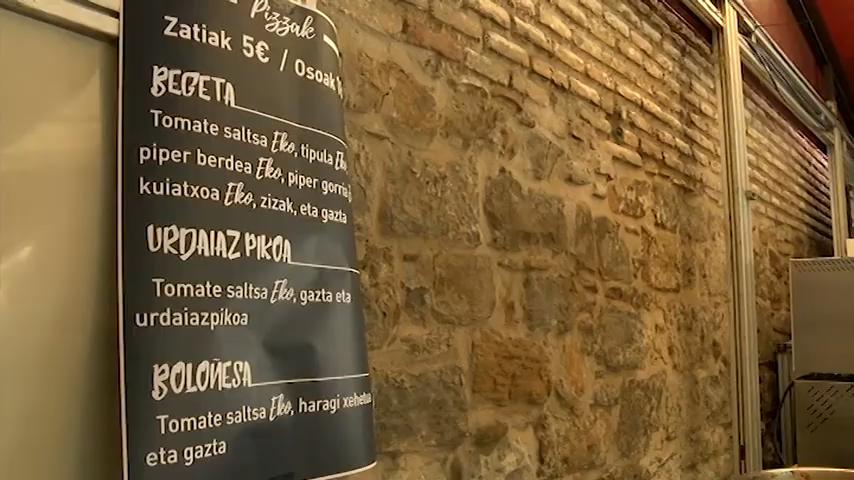 Pizzak
Zatiak 5€ / Osoak
BEGETA
Tomate saltsa Eko, tipula Eko,
piper berdea Eko, piper gorria
kuiatxoa Eko, zizak, eta gazta
URDAIAZPIKOA
Tomate saltsa Eko, gazta eta
urdaiazpikoa
BOLOÑESA
Tomate saltsa Eko, haragi xehetua
eta gazta